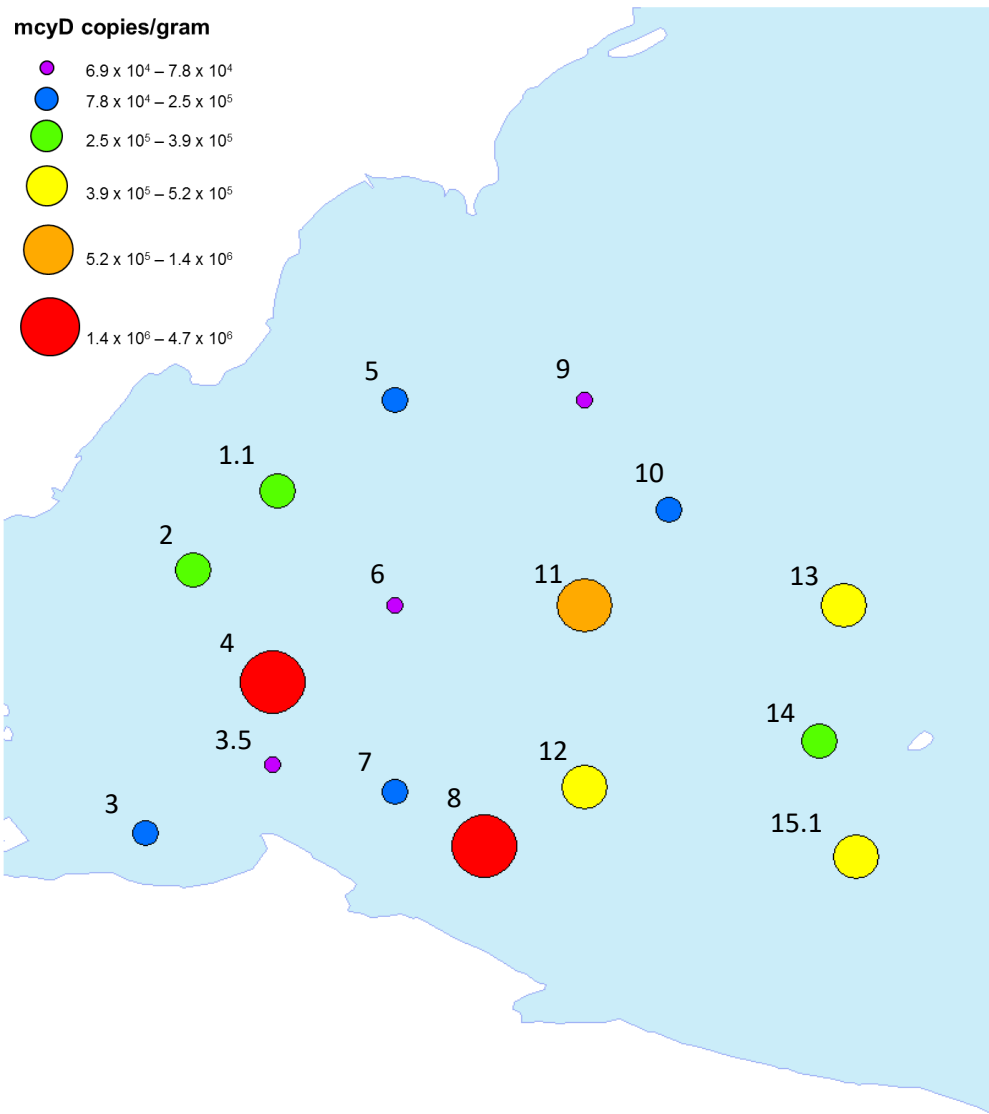 mcyD copies/gram
6.9 x 10⁴ – 7.8 x 10⁴
7.8 x 10⁴ – 2.5 x 10⁵
2.5 x 10⁵ – 3.9 x 10⁵
3.9 x 10⁵ – 5.2 x 10⁵
5.2 x 10⁵ – 1.4 x 10⁶
1.4 x 10⁶ – 4.7 x 10⁶
5
9
1.1
10
2
6
11
13
4
14
3.5
12
7
8
3
15.1